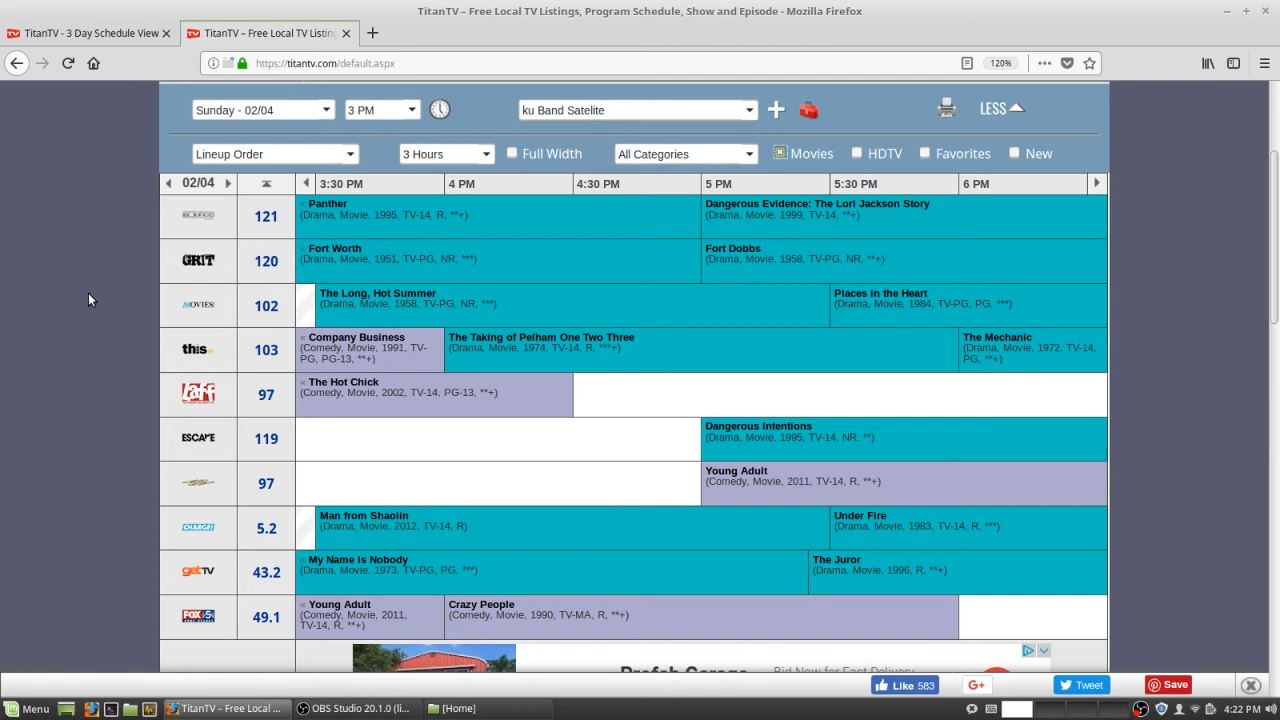 TitanTV – Free Local TV Listings, Program Schedule, Show and Episode - Mozilla Firefox
TitanTV - 3 Day Schedule View
TitanTV – Free Local TV Listin
https://titantv.com/default.aspx
120%
Sunday - 02/04
3 PM
ku Band Satelite
LESS
Lineup Order
3 Hours
Full Width
All Categories
Movies
HDTV
Favorites
New
02/04
3:30 PM
4 PM
4:30 PM
5 PM
5:30 PM
6 PM
bounce
121
« Panther
(Drama, Movie, 1995, TV-14, R, **+)
Dangerous Evidence: The Lori Jackson Story
(Drama, Movie, 1999, TV-14, **+)
GRIT
120
« Fort Worth
(Drama, Movie, 1951, TV-PG, NR, ***)
Fort Dobbs
(Drama, Movie, 1958, TV-PG, NR, **+)
MOVIES!
102
The Long, Hot Summer
(Drama, Movie, 1958, TV-PG, NR, ***)
Places in the Heart
(Drama, Movie, 1984, TV-PG, PG, ***)
this
103
« Company Business
(Comedy, Movie, 1991, TV-
PG, PG-13, **+)
The Taking of Pelham One Two Three
(Drama, Movie, 1974, TV-14, R, ***+)
The Mechanic
(Drama, Movie, 1972, TV-14,
PG, **+)
Laff
97
« The Hot Chick
(Comedy, Movie, 2002, TV-14, PG-13, **+)
ESCAPE
119
Dangerous Intentions
(Drama, Movie, 1995, TV-14, NR, **)
97
Young Adult
(Comedy, Movie, 2011, TV-14, R, **+)
CHARGE!
5.2
Man from Shaolin
(Drama, Movie, 2012, TV-14, R)
Under Fire
(Drama, Movie, 1983, TV-14, R, ***)
getTV
43.2
« My Name Is Nobody
(Drama, Movie, 1973, TV-PG, PG, ***)
The Juror
(Drama, Movie, 1996, R, **+)
FOX 5
49.1
« Young Adult
(Comedy, Movie, 2011,
TV-14, R, **+)
Crazy People
(Comedy, Movie, 1990, TV-MA, R, **+)
Prefab Garage
Bid Now for Fast Delivery
Like 583
G+
Tweet
Save
Menu
TitanTV – Free Local ...
OBS Studio 20.1.0 (li...
[Home]
4:22 PM